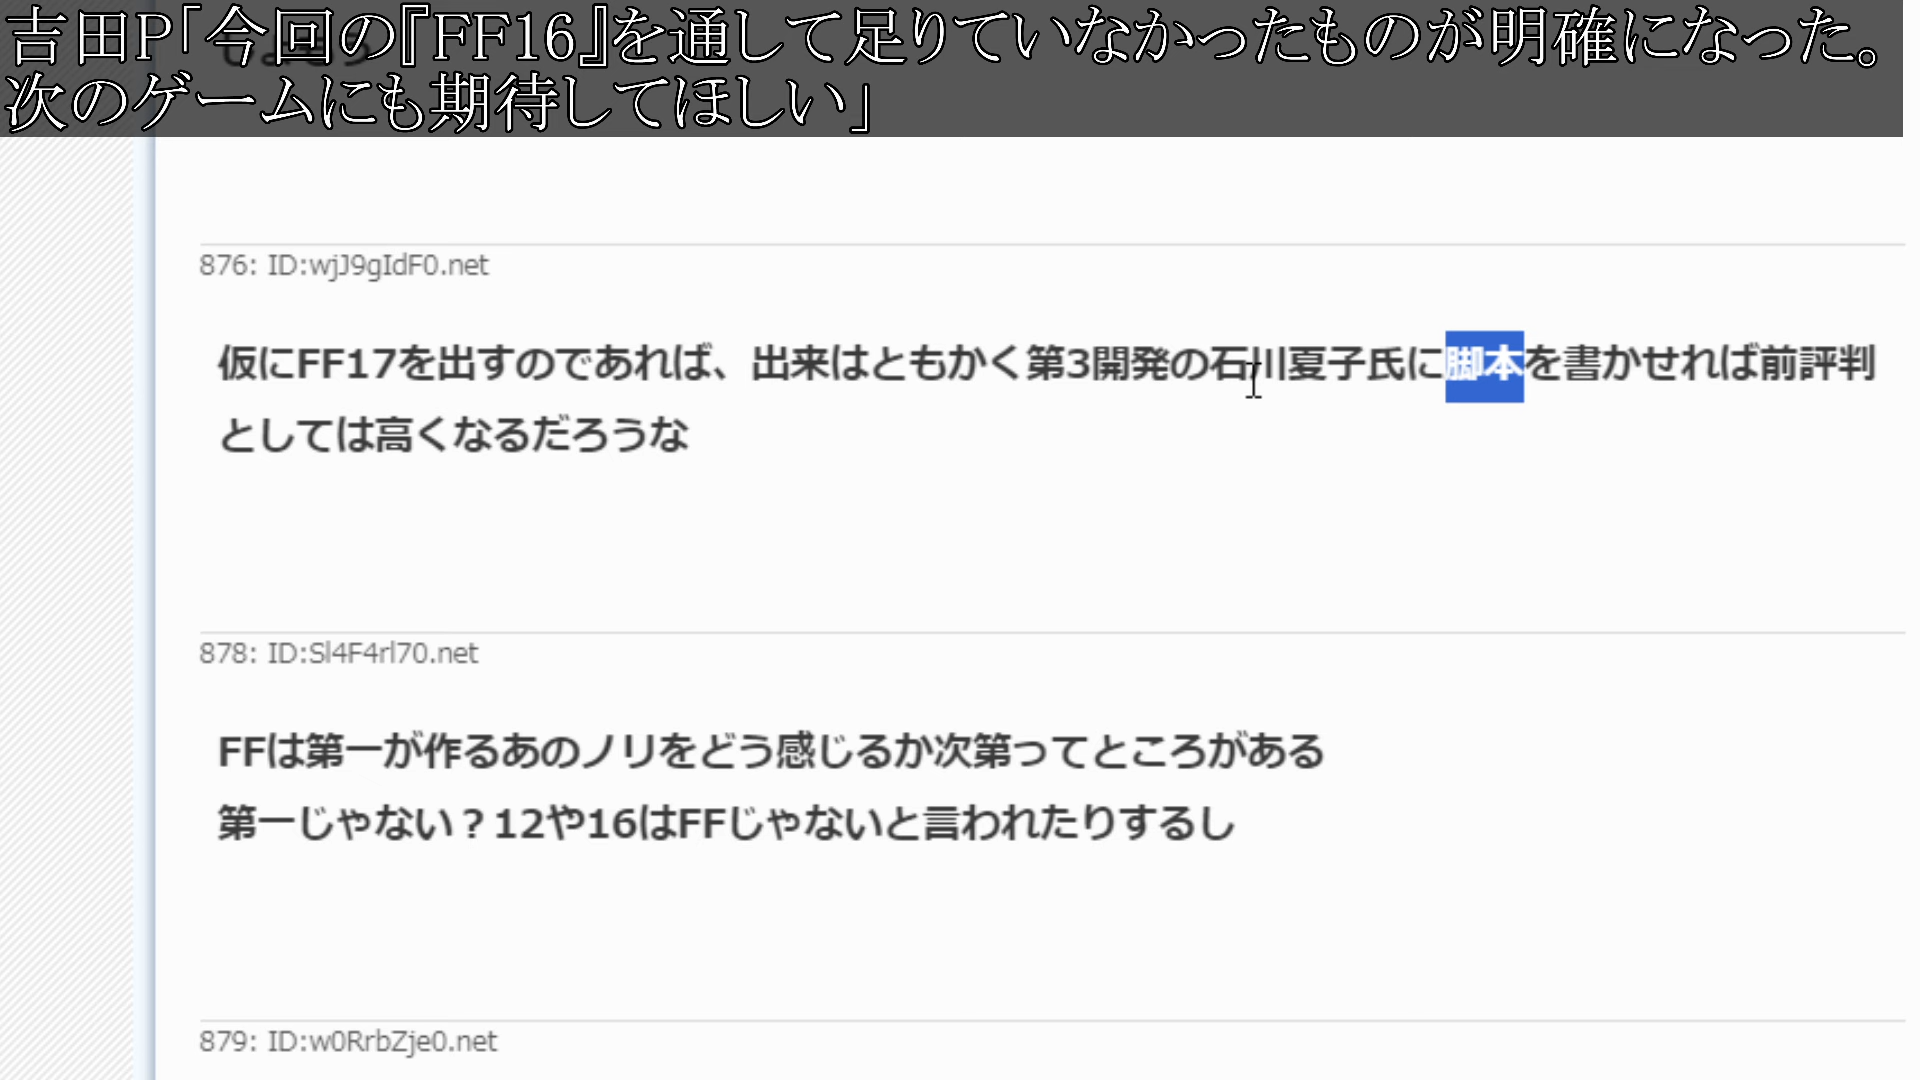 吉田P「今回の『FF16』を通して足りていなかったものが明確になった。
次のゲームにも期待してほしい」
876: ID:wjJ9gIdF0.net
仮にFF17を出すのであれば、出来はともかく第3開発の石川夏子氏に脚本を書かせれば前評判
としては高くなるだろうな
878: ID:Sl4F4rl70.net
FFは第一が作るあのノリをどう感じるか次第ってところがある
第一じゃない？12や16はFFじゃないと言われたりするし
879: ID:w0RrbZje0.net